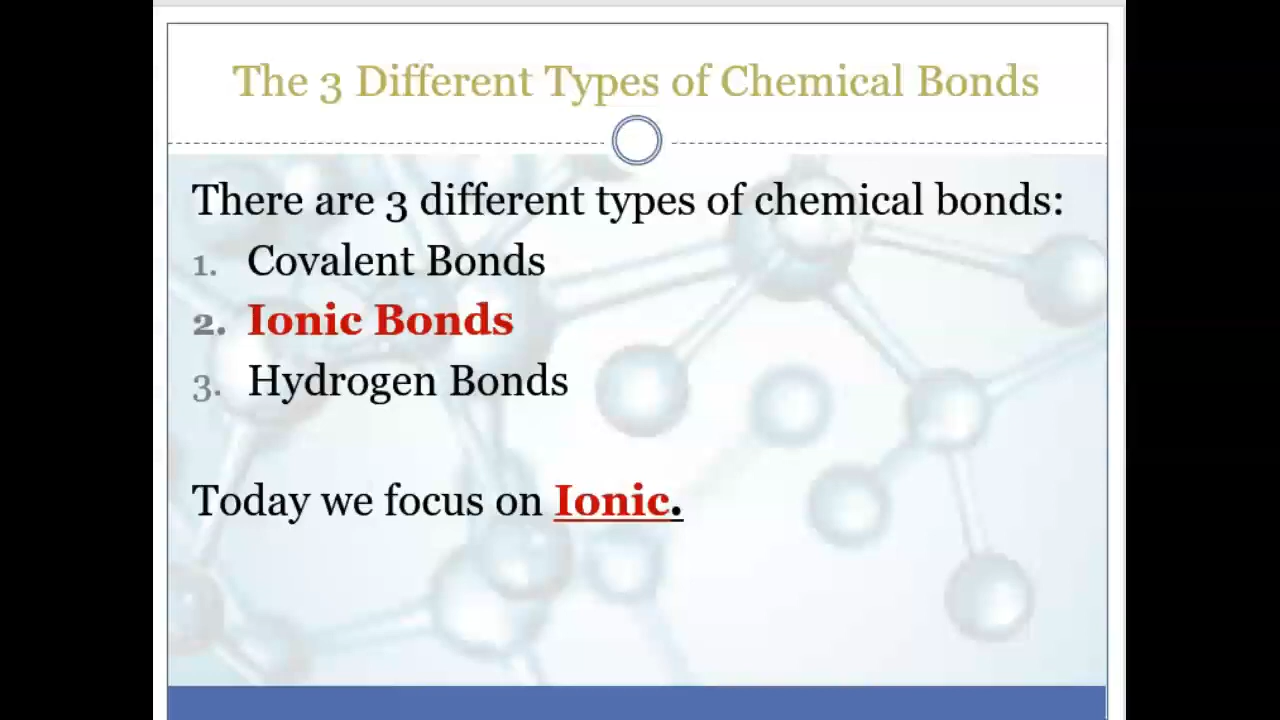 The 3 Different Types of Chemical Bonds
There are 3 different types of chemical bonds:
1. Covalent Bonds
2. Ionic Bonds
3. Hydrogen Bonds
Today we focus on Ionic.